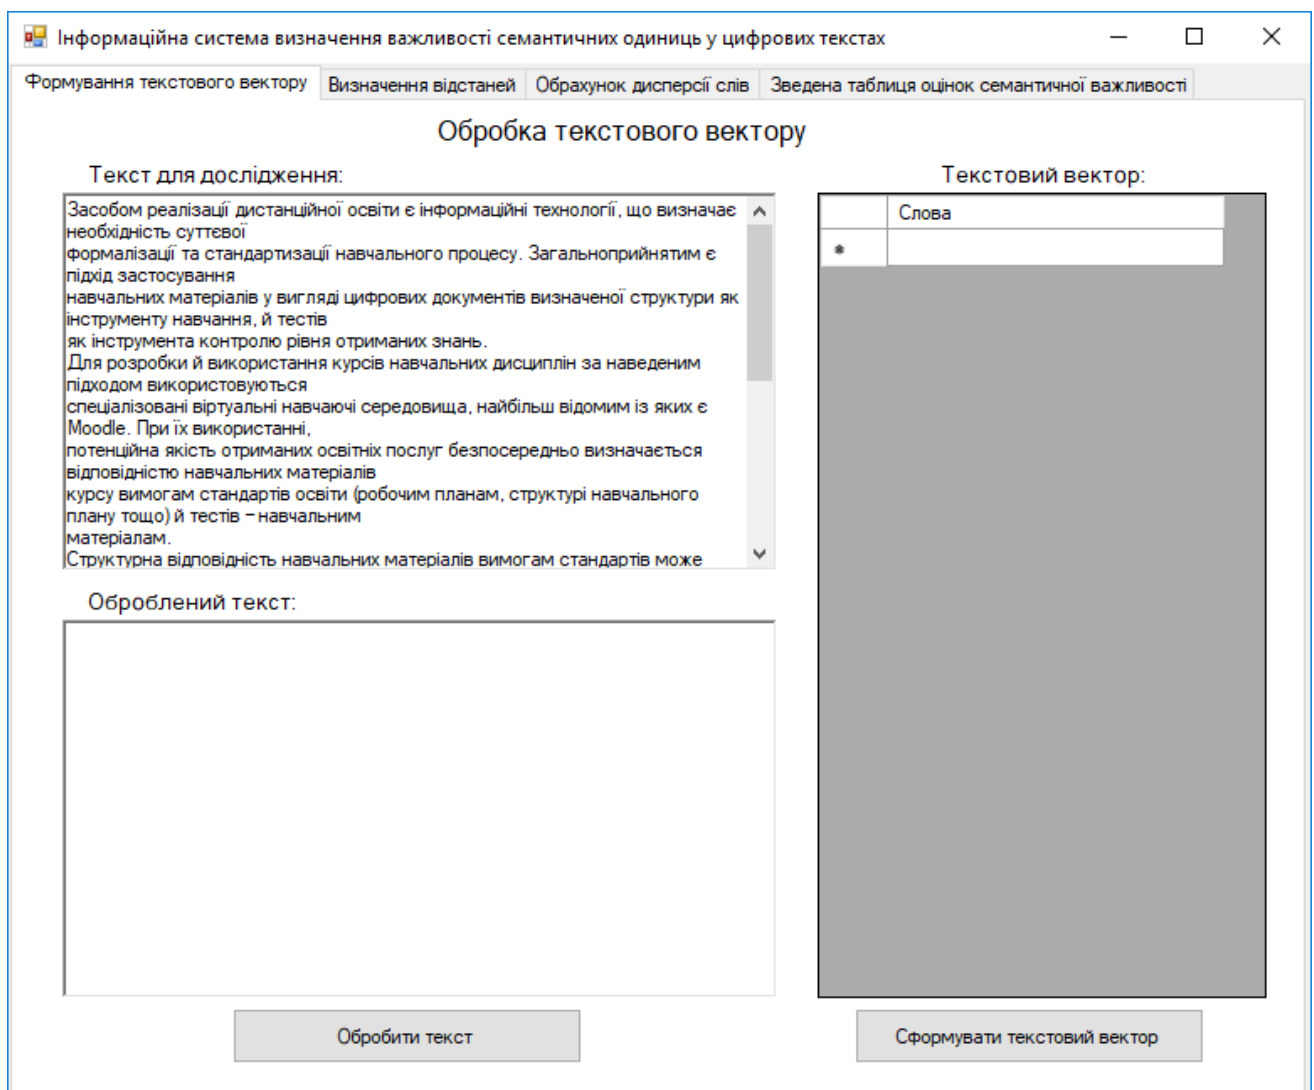 Інформаційна система визначення важливості семантичних одиниць у цифрових текстах
Формування текстового вектору Визначення відстаней Обрахунок дисперсії слів Зведена таблиця оцінок семантичної важливості
Обробка текстового вектору
Текст для дослідження:
Засобом реалізації дистанційної освіти є інформаційні технології, що визначає
необхідність суттєвої
формалізації та стандартизації навчального процесу. Загальноприйнятим є
підхід застосування
навчальних матеріалів у вигляді цифрових документів визначеної структури як
інструменту навчання, й тестів
як інструмента контролю рівня отриманих знань.
Для розробки й використання курсів навчальних дисциплін за наведеним
підходом використовуються
спеціалізовані віртуальні навчаючі середовища, найбільш відомим із яких є
Moodle. При їх використанні,
потенційна якість отриманих освітніх послуг безпосередньо визначається
відповідністю навчальних матеріалів
курсу вимогам стандартів освіти (робочим планам, структурі навчального
плану тощо) й тестів – навчальним
матеріалам.
Структурна відповідність навчальних матеріалів вимогам стандартів може
Текстовий вектор:
Слова
Оброблений текст:
Обробити текст
Сформувати текстовий вектор